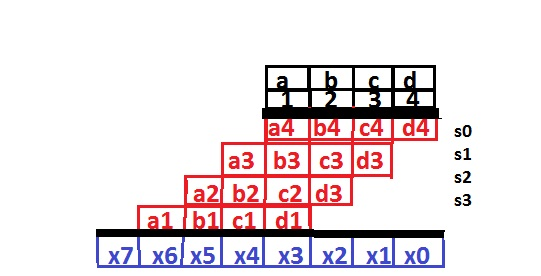 a b c d
1 2 3 4
a4 b4 c4 d4 s0
a3 b3 c3 d3 s1
a2 b2 c2 d3 s2
a1 b1 c1 d1 s3
x7 x6 x5 x4 x3 x2 x1 x0